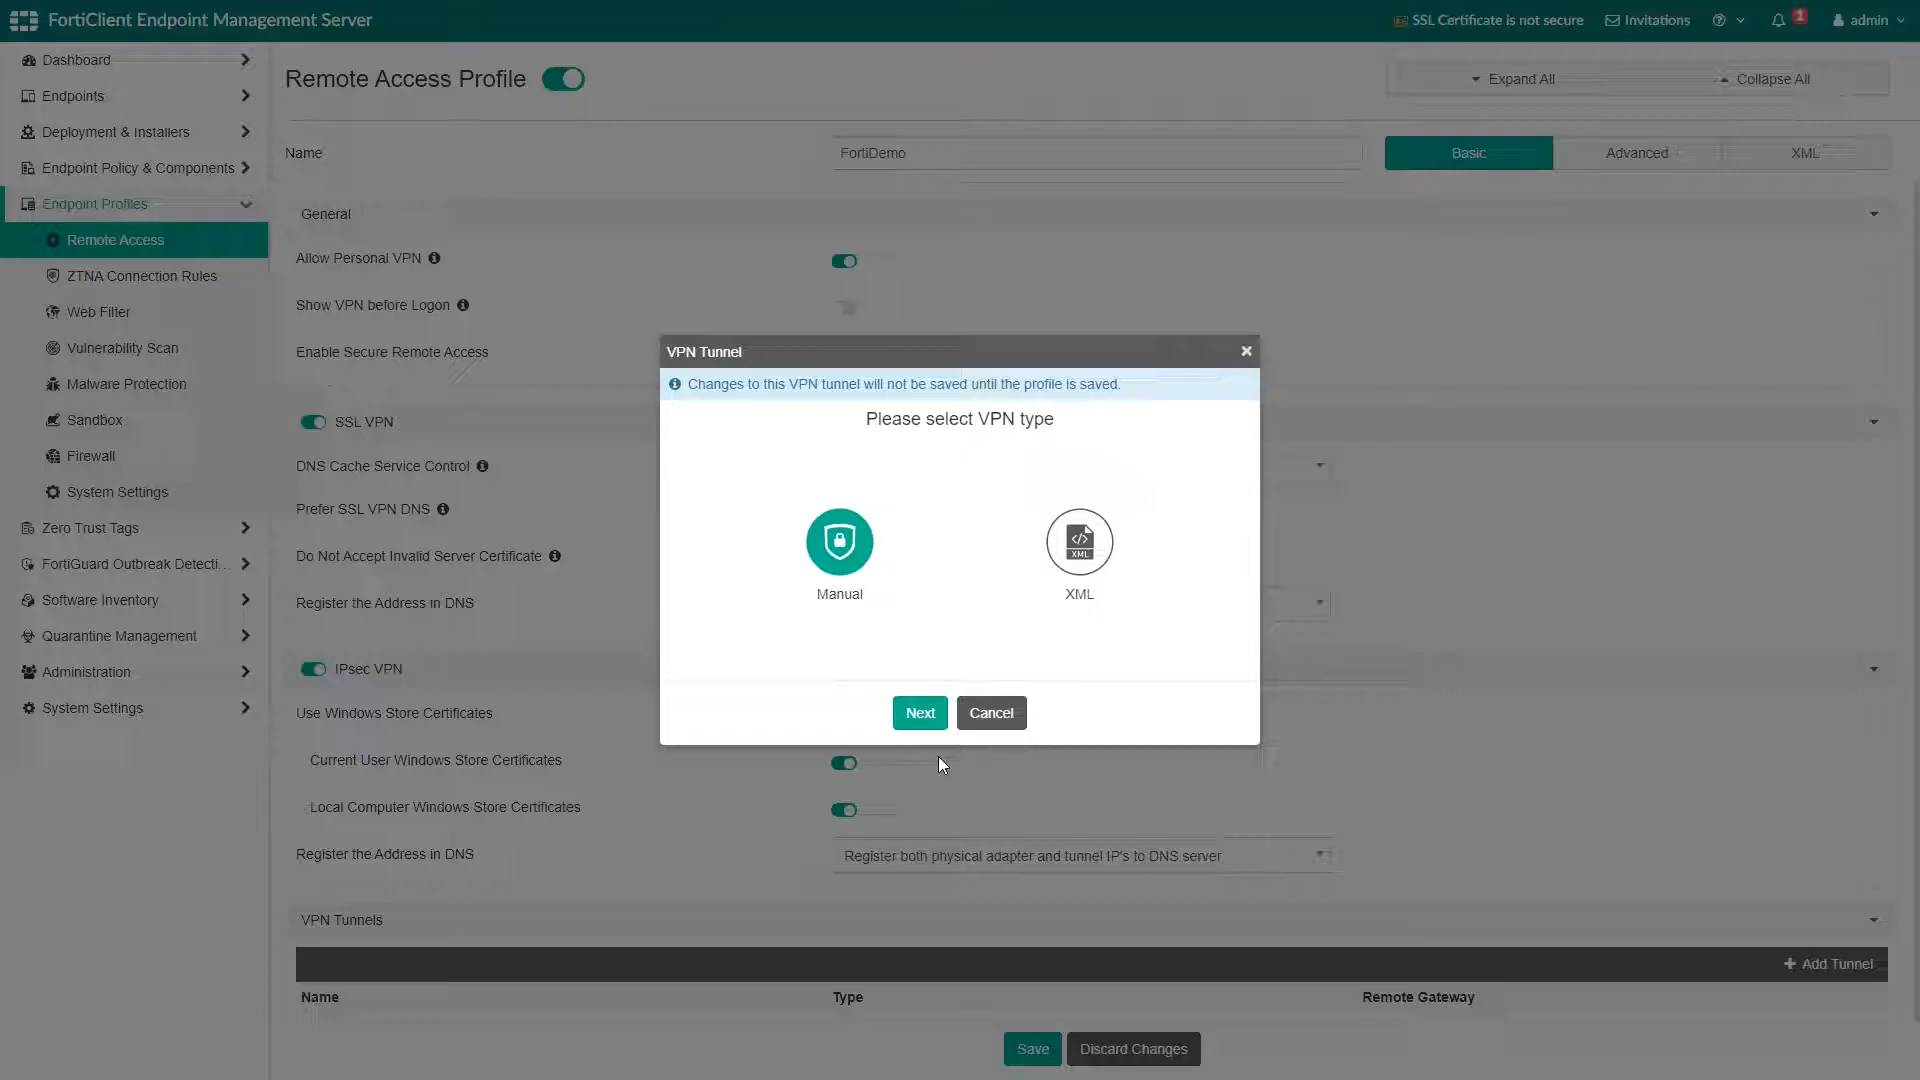 FortiClient Endpoint Management Server
SSL Certificate is not secure
Invitations
1
admin
Dashboard
Endpoints
Deployment & Installers
Endpoint Policy & Components
Endpoint Profiles
Remote Access
ZTNA Connection Rules
Web Filter
Vulnerability Scan
Malware Protection
Sandbox
Firewall
System Settings
Zero Trust Tags
FortiGuard Outbreak Detecti...
Software Inventory
Quarantine Management
Administration
System Settings
Remote Access Profile
Expand All
Collapse All
Name
FortiDemo
Basic
Advanced
XML
General
Allow Personal VPN
Show VPN before Logon
Enable Secure Remote Access
SSL VPN
DNS Cache Service Control
Prefer SSL VPN DNS
Do Not Accept Invalid Server Certificate
Register the Address in DNS
IPsec VPN
Use Windows Store Certificates
Current User Windows Store Certificates
Local Computer Windows Store Certificates
Register the Address in DNS
Register both physical adapter and tunnel IP's to DNS server
VPN Tunnels
Add Tunnel
Name
Type
Remote Gateway
Save
Discard Changes
VPN Tunnel
Changes to this VPN tunnel will not be saved until the profile is saved.
Please select VPN type
Manual
XML
XML
Next
Cancel